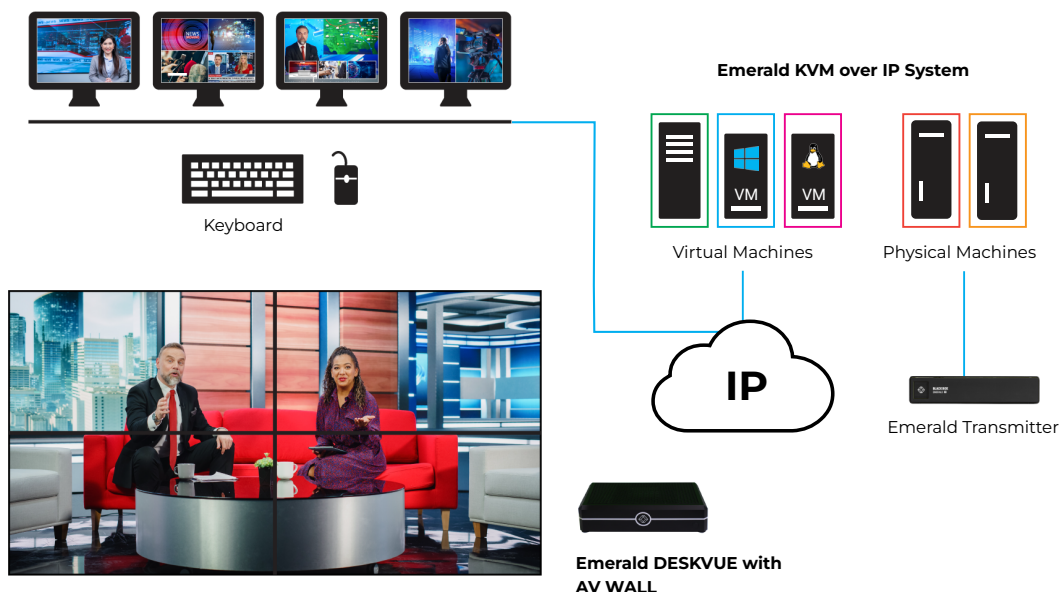 NEWS
Emerald KVM over IP System
VM
VM
Keyboard
Virtual Machines
Physical Machines
IP
Emerald Transmitter
Emerald DESKVUE with
AV WALL